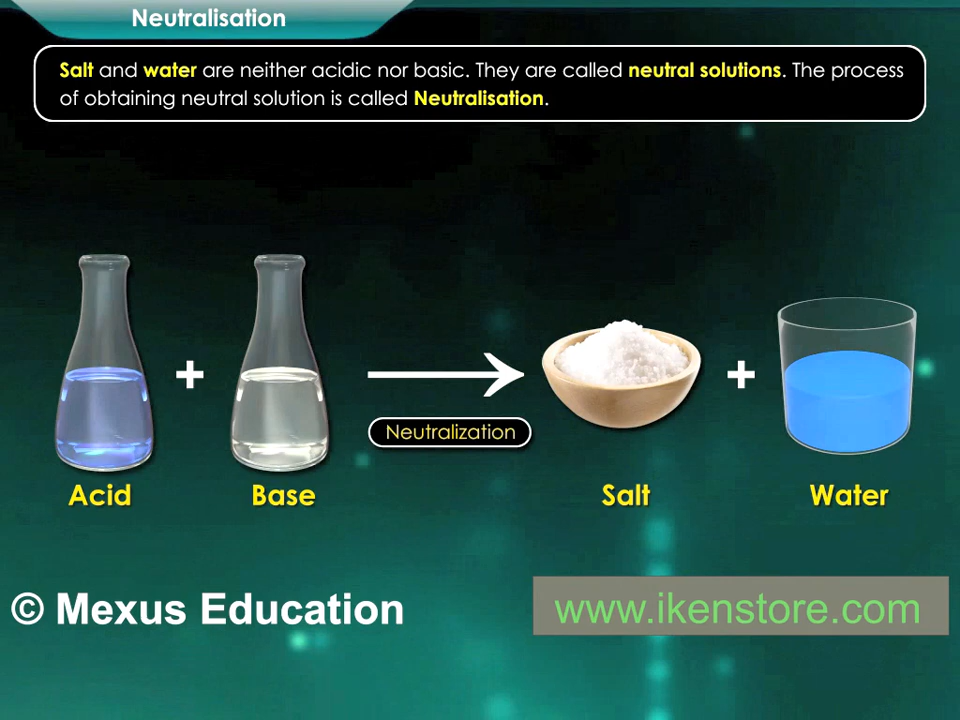 Neutralisation
Salt and water are neither acidic nor basic. They are called neutral solutions. The process
of obtaining neutral solution is called Neutralisation.
+
+
Neutralization
Acid
Base
Salt
Water
© Mexus Education
www.ikenstore.com